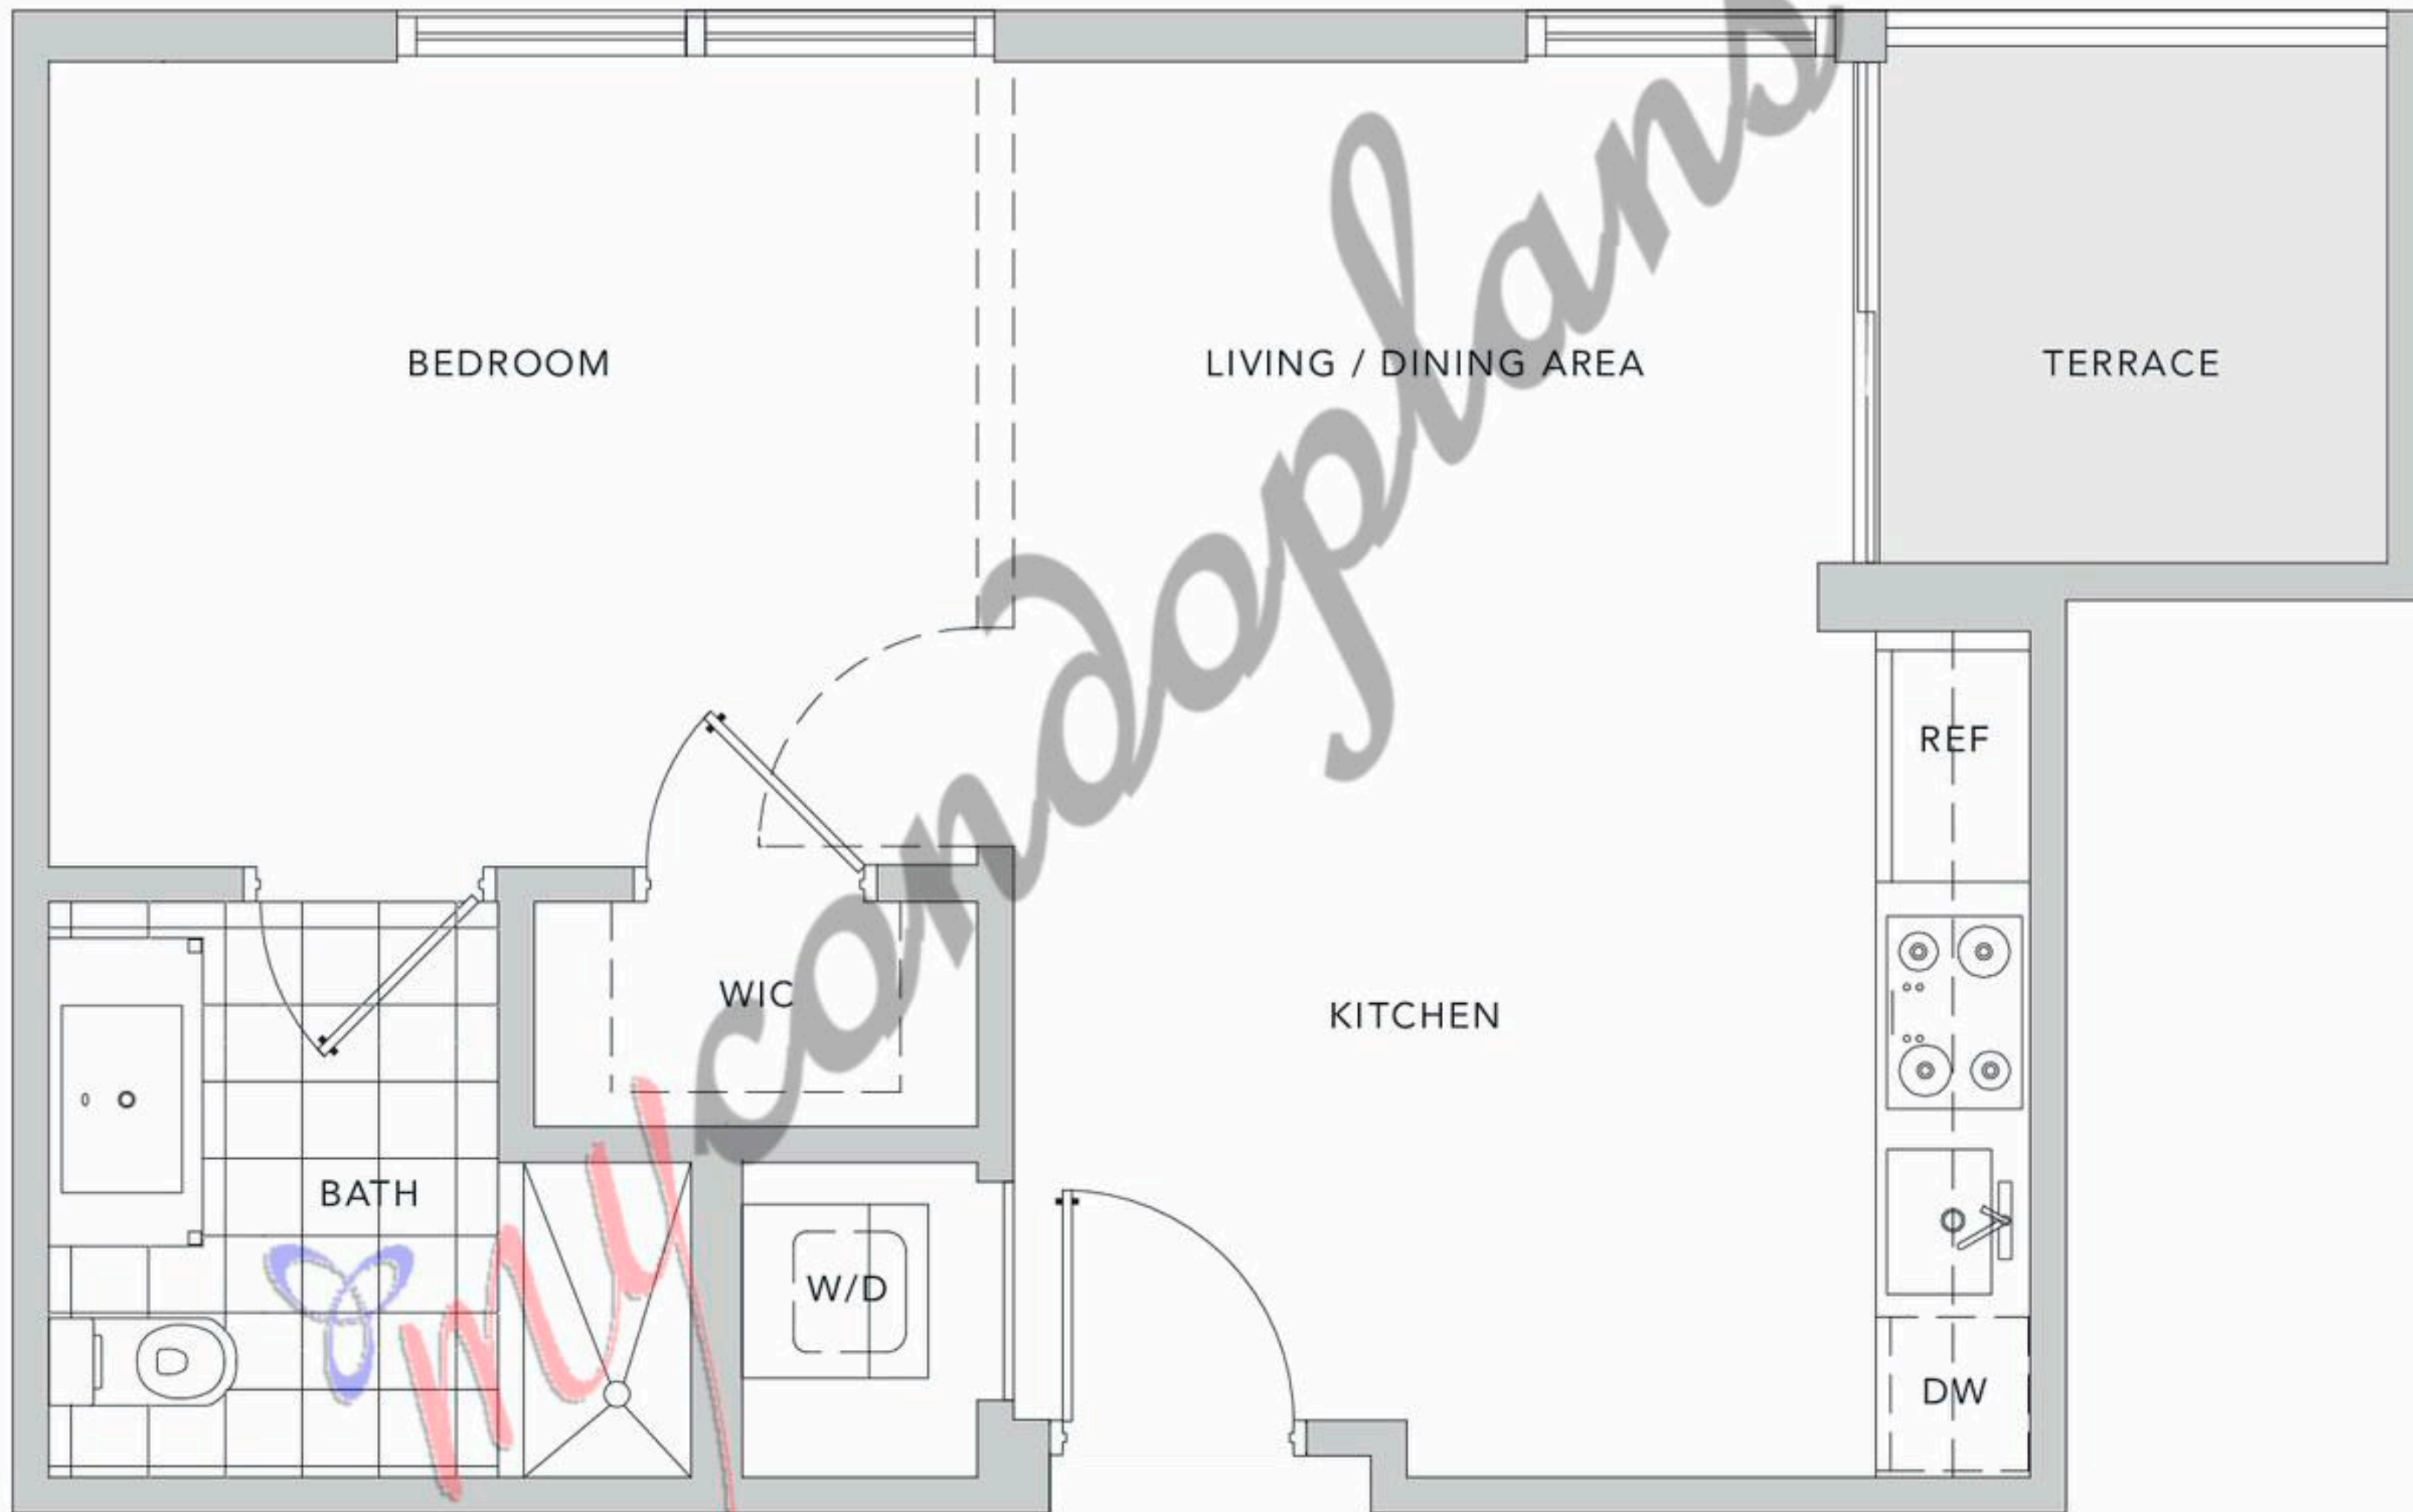 BEDROOM
LIVING / DINING AREA
TERRACE
REF
WIC
KITCHEN
BATH
W/D
DW
mycondoplans